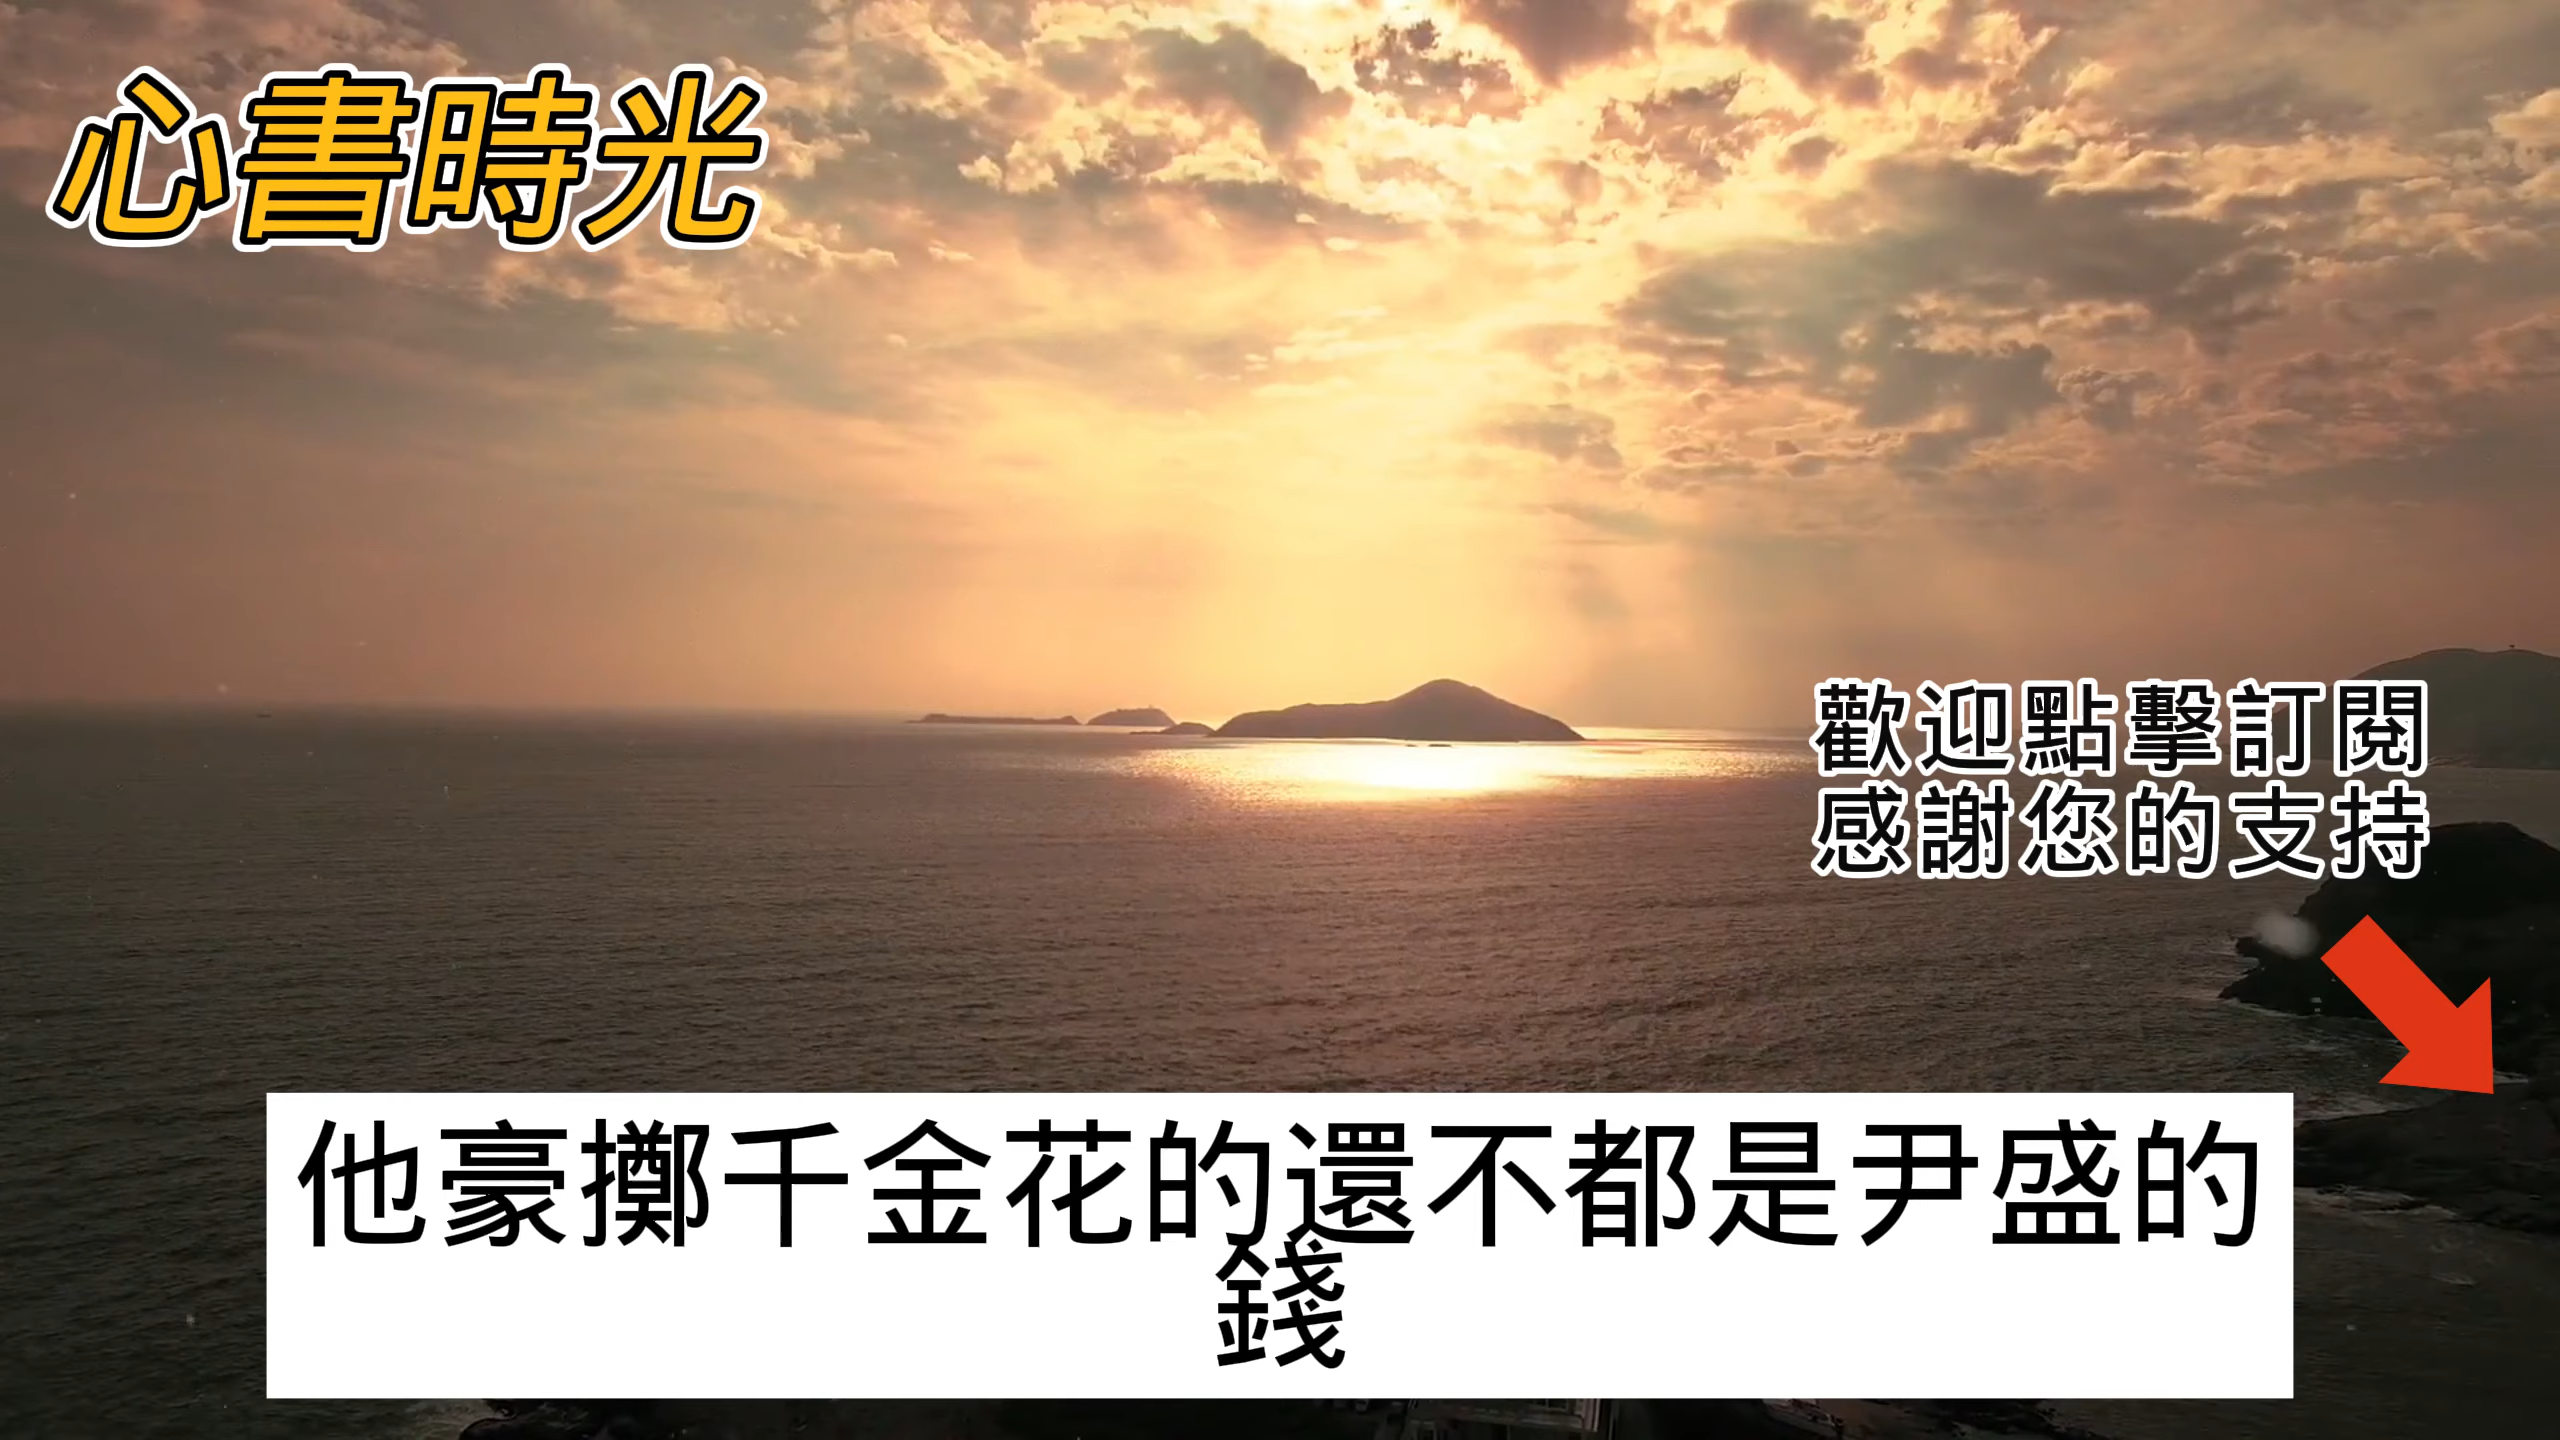 心書時光
歡迎點擊訂閱
感謝您的支持
他豪擲千金花的還不都是尹盛的
錢